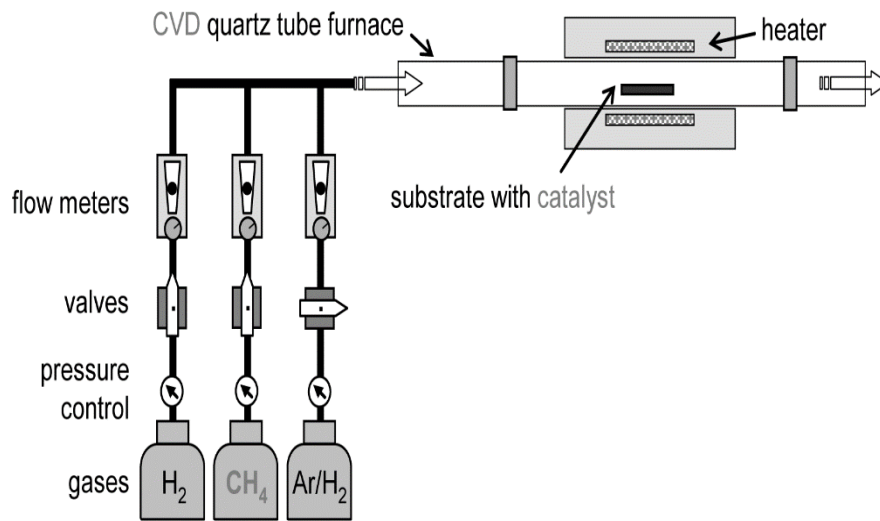 CVD quartz tube furnace
heater
substrate with catalyst
flow meters
valves
pressure
control
gases
H2
CH4
Ar/H2